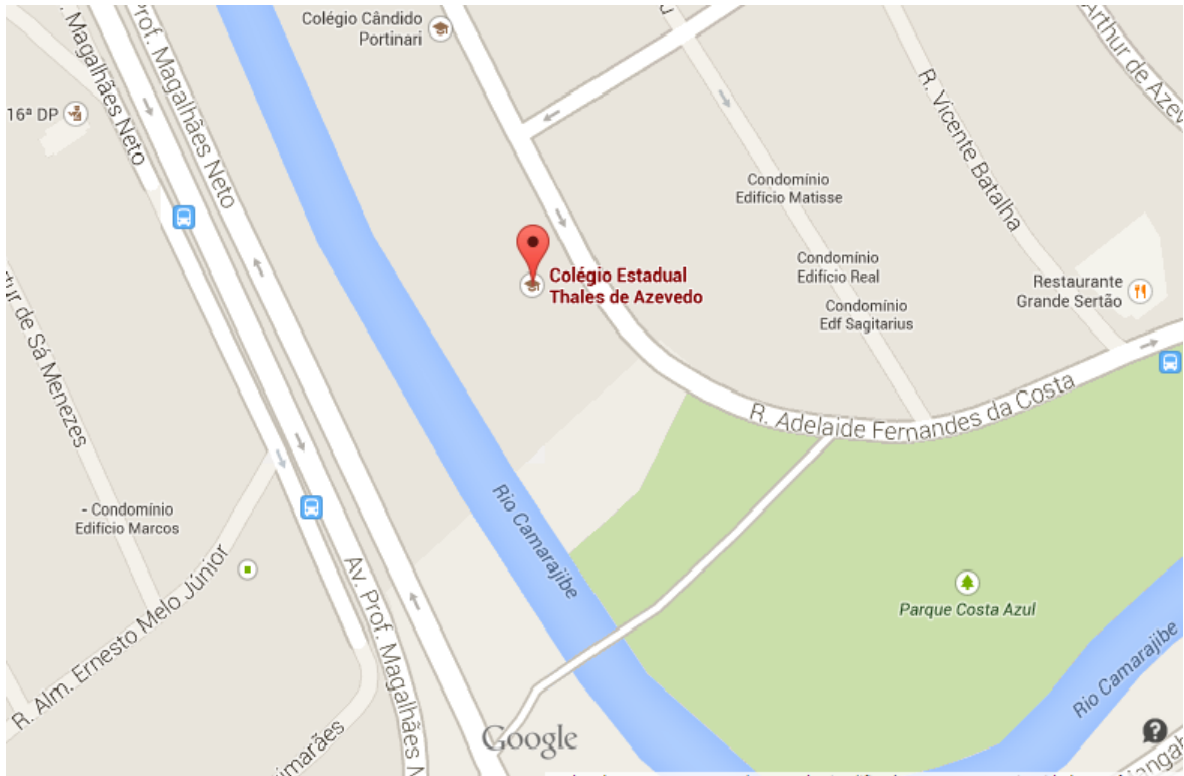 Colégio Cândido
Portinari
Prof. Magalhães Neto
Magalhães Neto
16ª DP
R. Vicente Batalha
Arthur de
Condomínio
Edifício Matisse
Condomínio
Edifício Real
Condomínio
Edf Sagitarius
Restaurante
Grande Sertão
Colégio Estadual
Thales de Azevedo
de Sá Menezes
R. Adelaide Fernandes da Costa
- Condomínio
Edifício Marcos
Rio Camarajibe
R. Alm. Ernesto Melo Júnior
Av. Prof. Magalhães N
Parque Costa Azul
Rio Camarajibe
Google